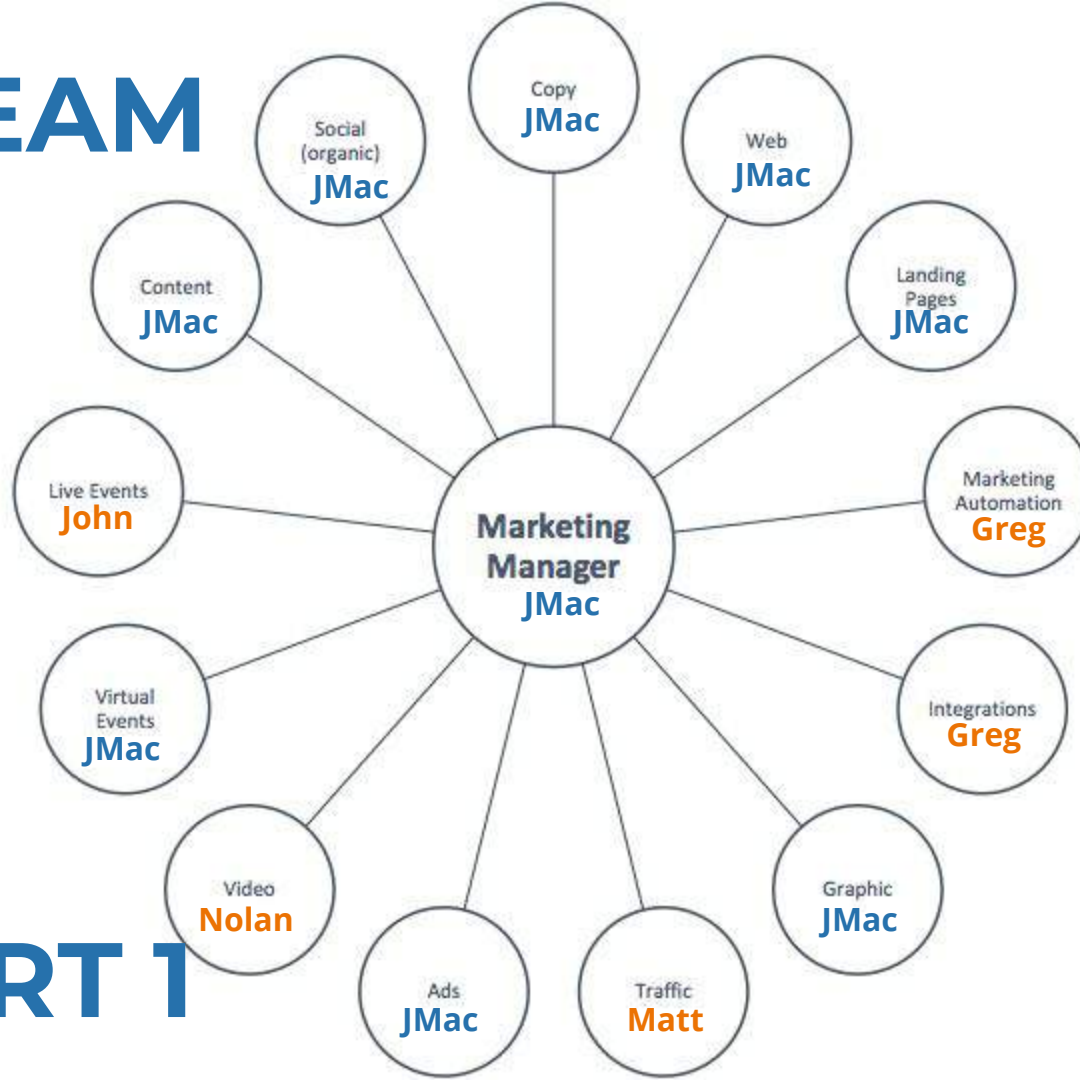 EAM
Copy
JMac
Social
(organic)
JMac
Web
JMac
Content
JMac
Landing
Pages
JMac
Live Events
John
Marketing
Automation
Greg
Marketing
Manager
JMac
Virtual
Events
JMac
Integrations
Greg
Video
Nolan
Graphic
JMac
RT 1
Ads
JMac
Traffic
Matt